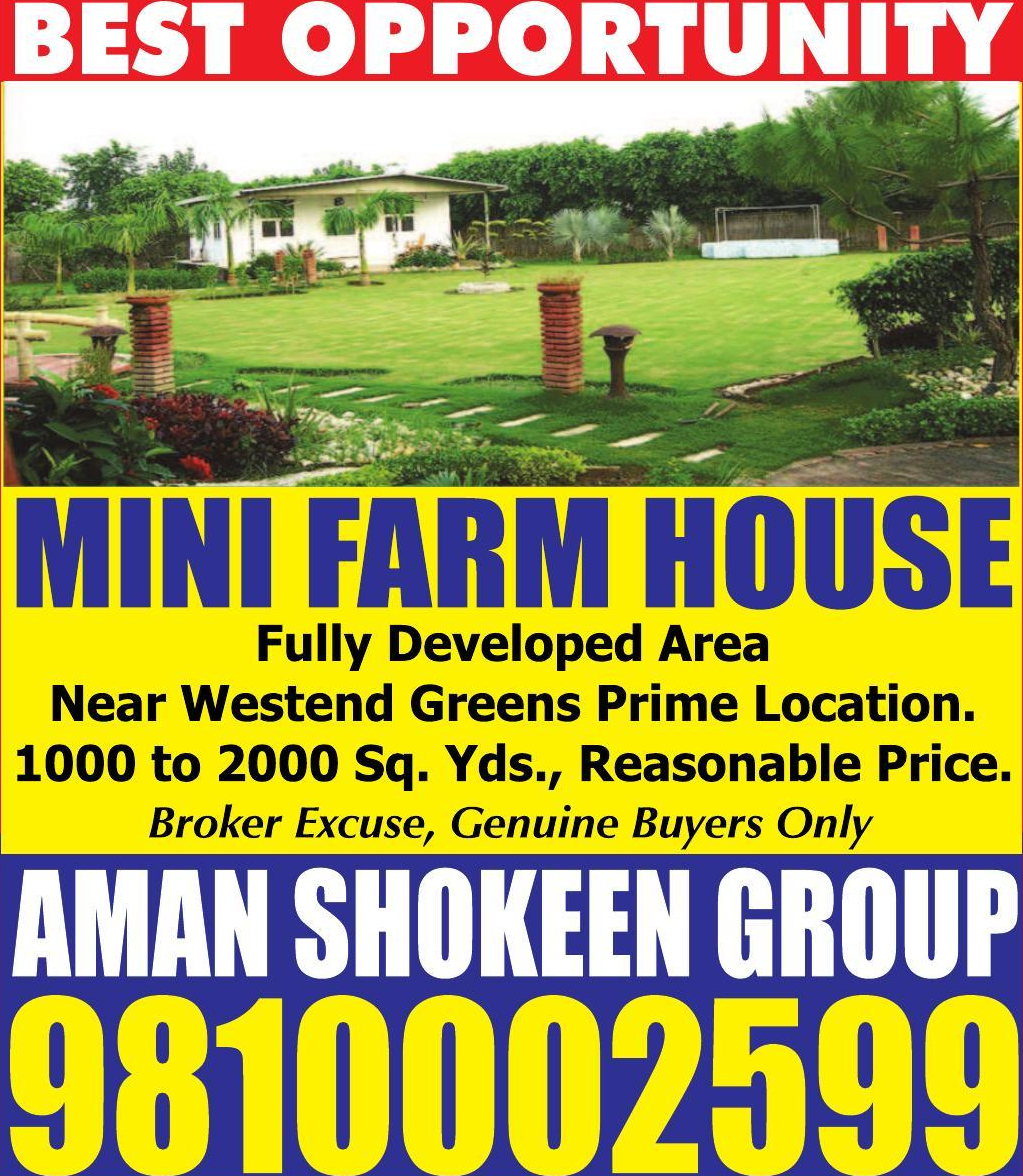 BEST OPPORTUNITY
MINI FARM HOUSE
Fully Developed Area
Near Westend Greens Prime Location.
1000 to 2000 Sq. Yds., Reasonable Price.
Broker Excuse, Genuine Buyers Only
AMAN SHOKEEN GROUP
9810002599